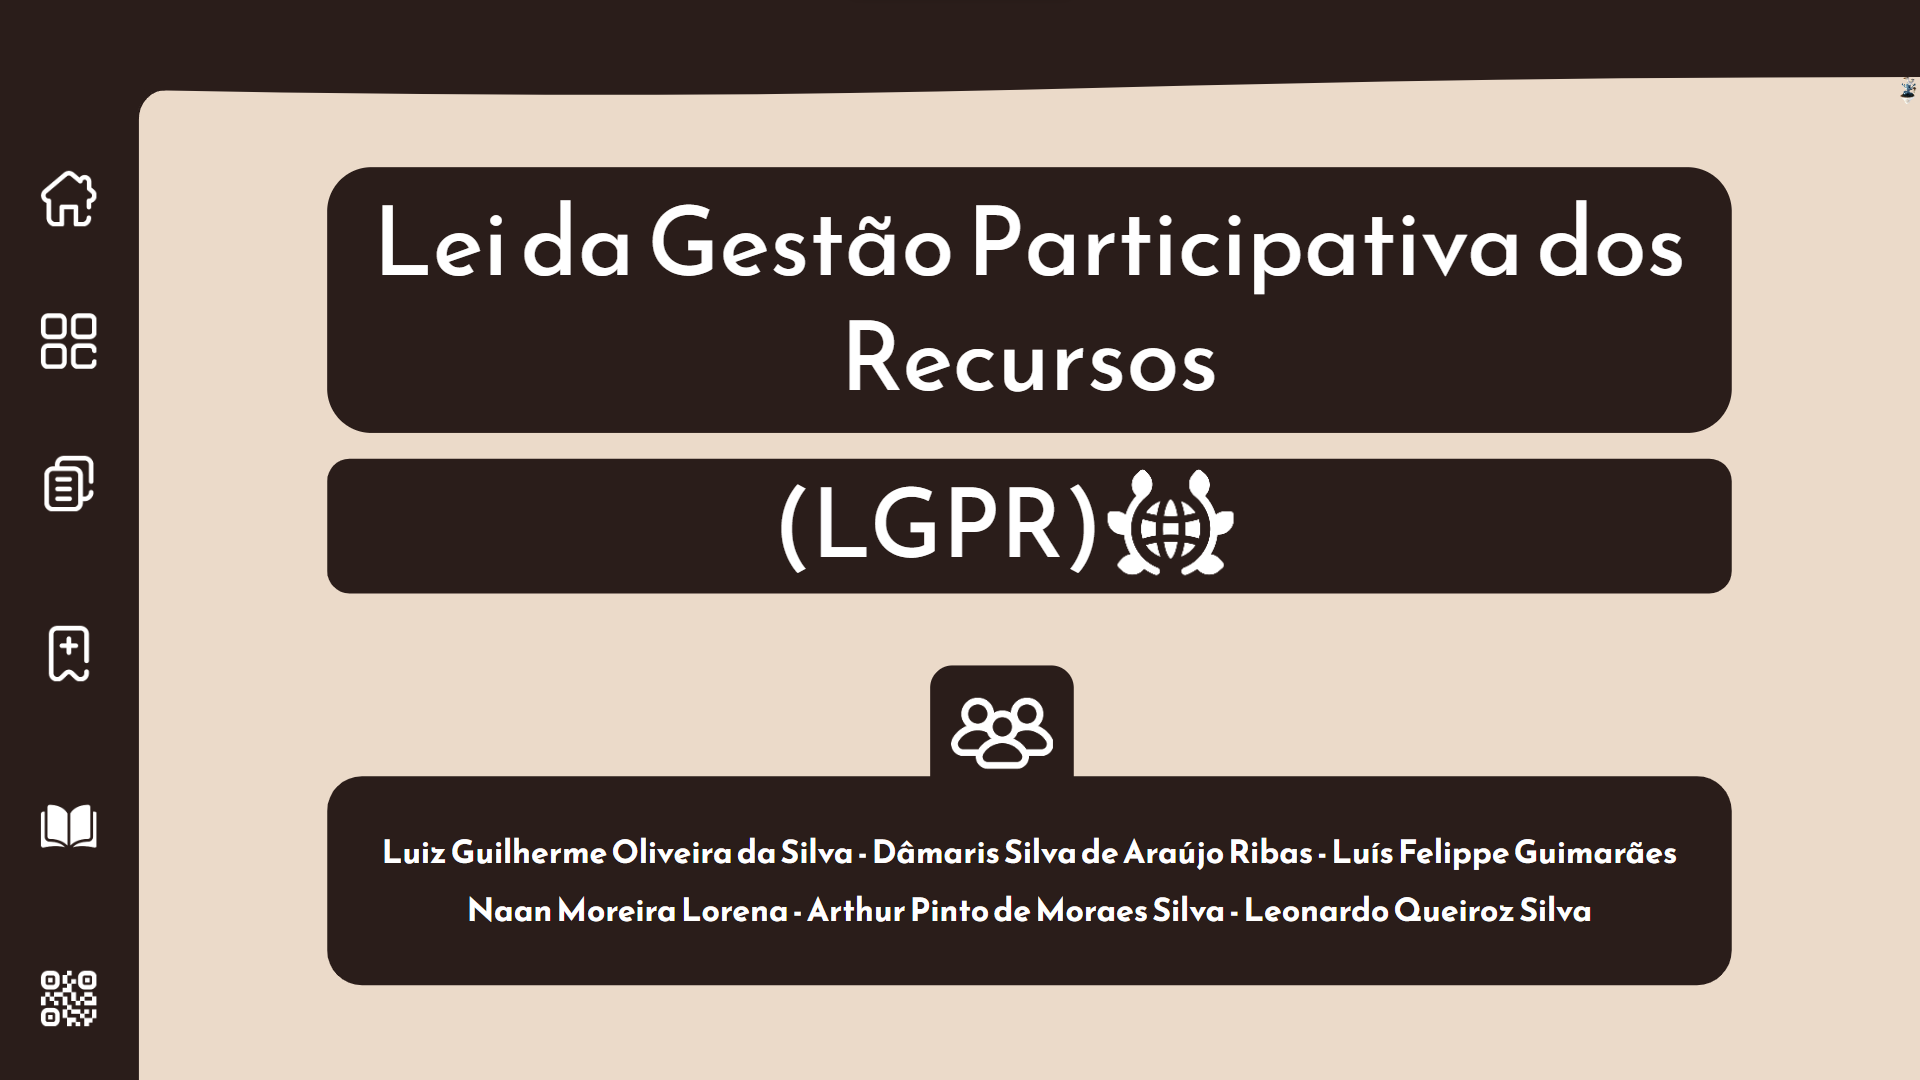 Lei da Gestão Participativa dos
Recursos
(LGPR)
Luiz Guilherme Oliveira da Silva - Dâmaris Silva de Araújo Ribas - Luís Felippe Guimarães
Naan Moreira Lorena - Arthur Pinto de Moraes Silva - Leonardo Queiroz Silva